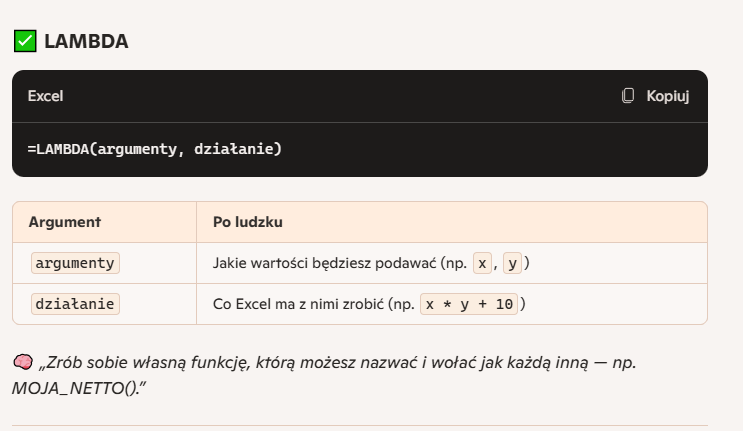 ✅ LAMBDA
Excel
Kopiuj
=LAMBDA(argumenty, działanie)
Argument Po ludzku
argumenty Jakie wartości będziesz podawać (np. x, y)
działanie Co Excel ma z nimi zrobić (np. x * y + 10)
🧠 „Zrób sobie własną funkcję, którą możesz nazwać i wołać jak każdą inną — np.
MOJA_NETTO().”